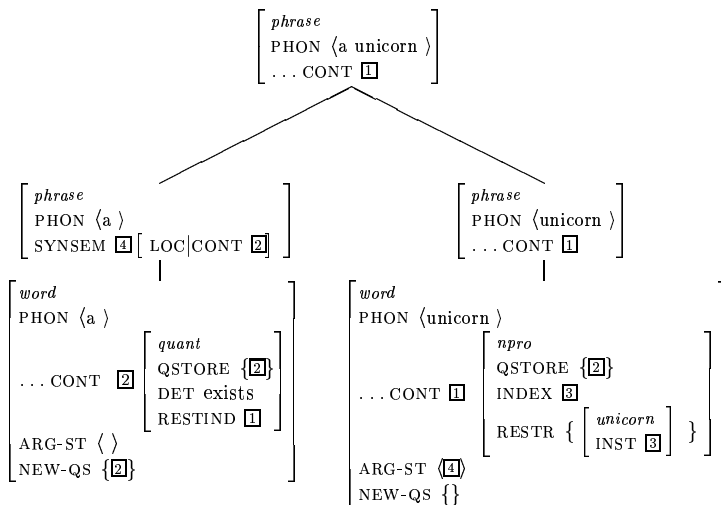 phrase
PHON ⟨a unicorn ⟩
...CONT [1]
phrase
PHON ⟨a ⟩
SYNSEM [4] [ LOC|CONT [2] ]
phrase
PHON ⟨unicorn ⟩
...CONT [1]
word
PHON ⟨a ⟩
...CONT [2]
quant
QSTORE {[2]}
DET exists
RESTIND [1]
ARG-ST ⟨ ⟩
NEW-QS {[2]}
word
PHON ⟨unicorn ⟩
...CONT [1]
npro
QSTORE {[2]}
INDEX [3]
RESTR {
unicorn
INST [3]
}
ARG-ST ⟨[4]⟩
NEW-QS {}